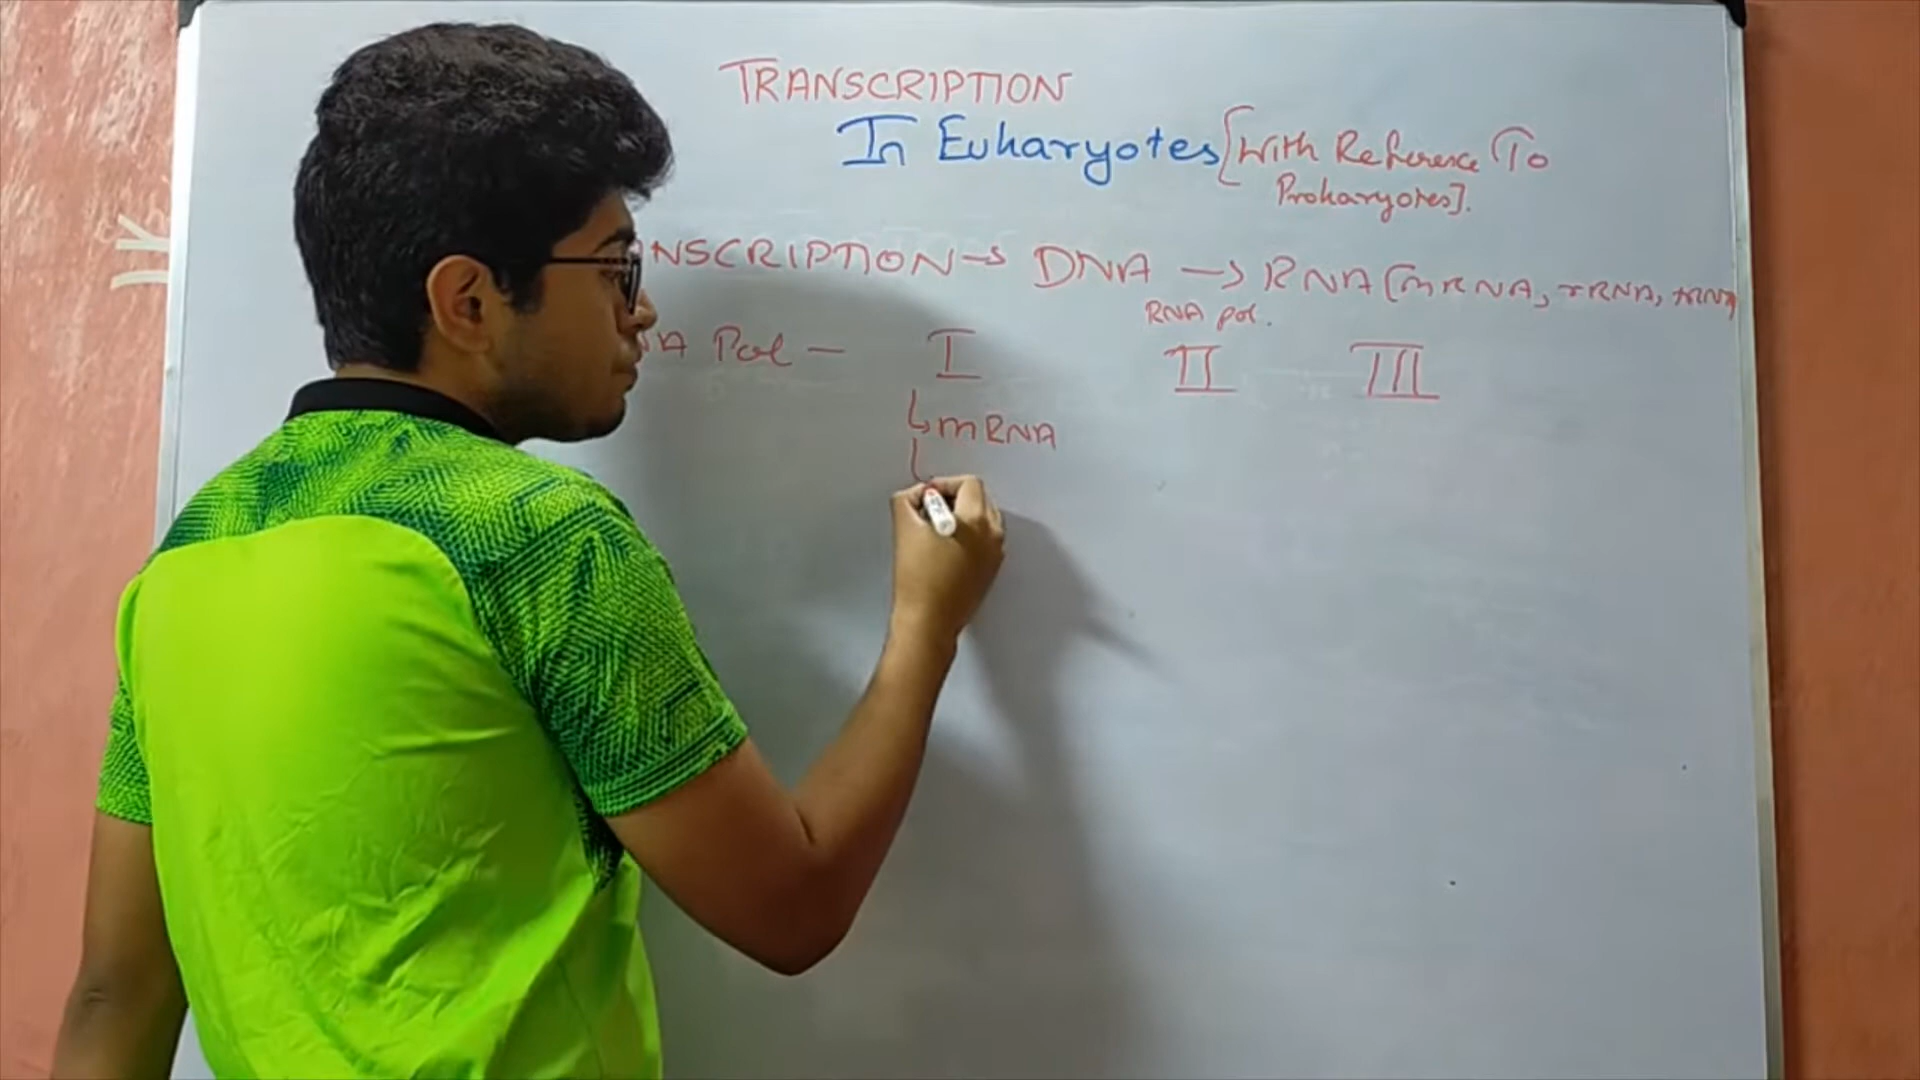 TRANSCRIPTION
In Eukaryotes [With Reference To
Prokaryotes].
NSCRIPTION → DNA → RNA [mRNA, rRNA, tRNA
RNA pol.
NA Pol — I II III
↳ mRNA